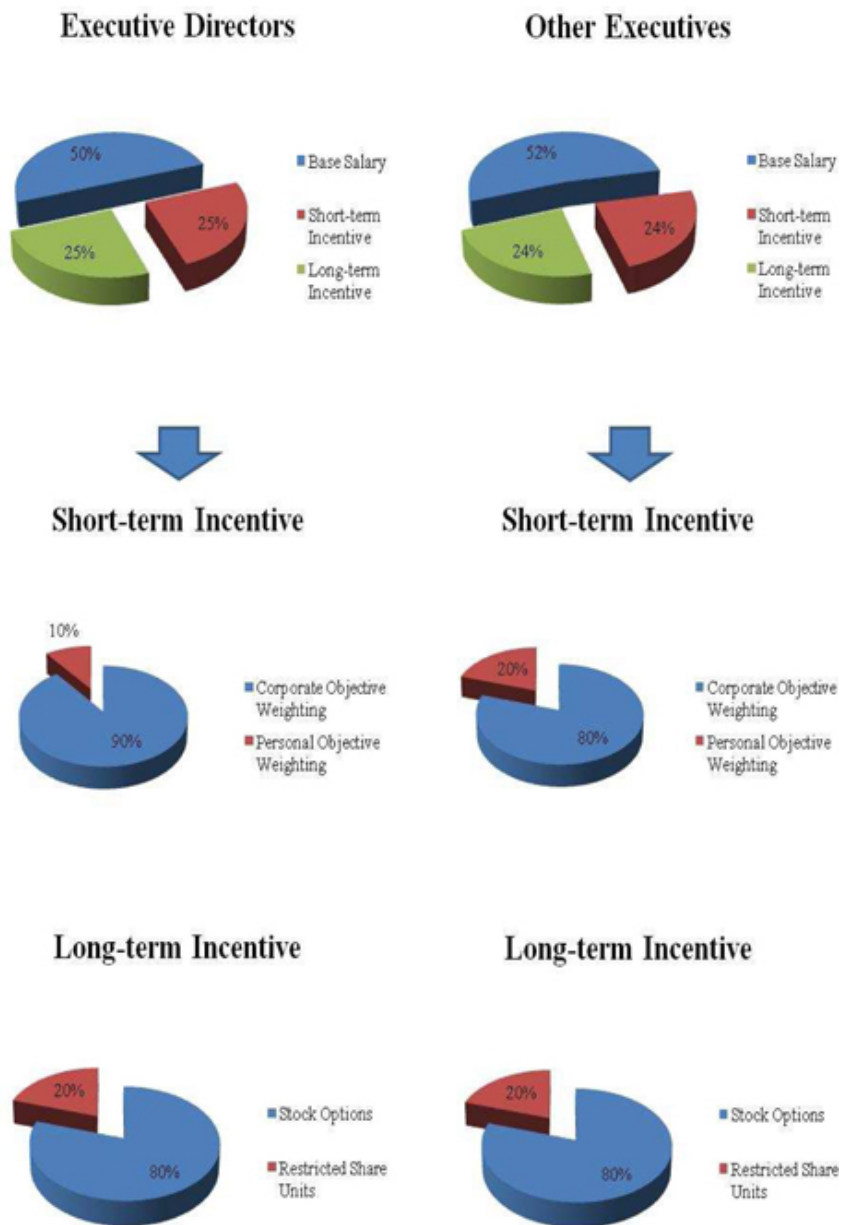 Executive Directors
50%
25%
25%
Base Salary
Short-term
Incentive
Long-term
Incentive
Other Executives
52%
24%
24%
Base Salary
Short-term
Incentive
Long-term
Incentive
Short-term Incentive
10%
90%
Corporate Objective
Weighting
Personal Objective
Weighting
Short-term Incentive
20%
80%
Corporate Objective
Weighting
Personal Objective
Weighting
Long-term Incentive
20%
80%
Stock Options
Restricted Share
Units
Long-term Incentive
20%
80%
Stock Options
Restricted Share
Units